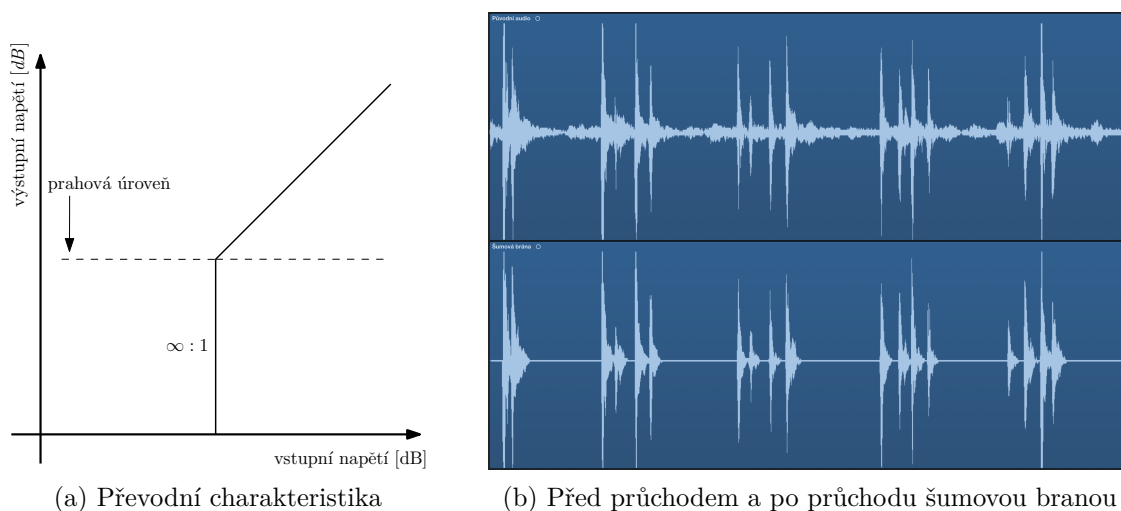 výstupní napětí [dB]
prahová úroveň
∞ : 1
vstupní napětí [dB]
(a) Převodní charakteristika
Původní audio
Šumová brána
(b) Před průchodem a po průchodu šumovou branou